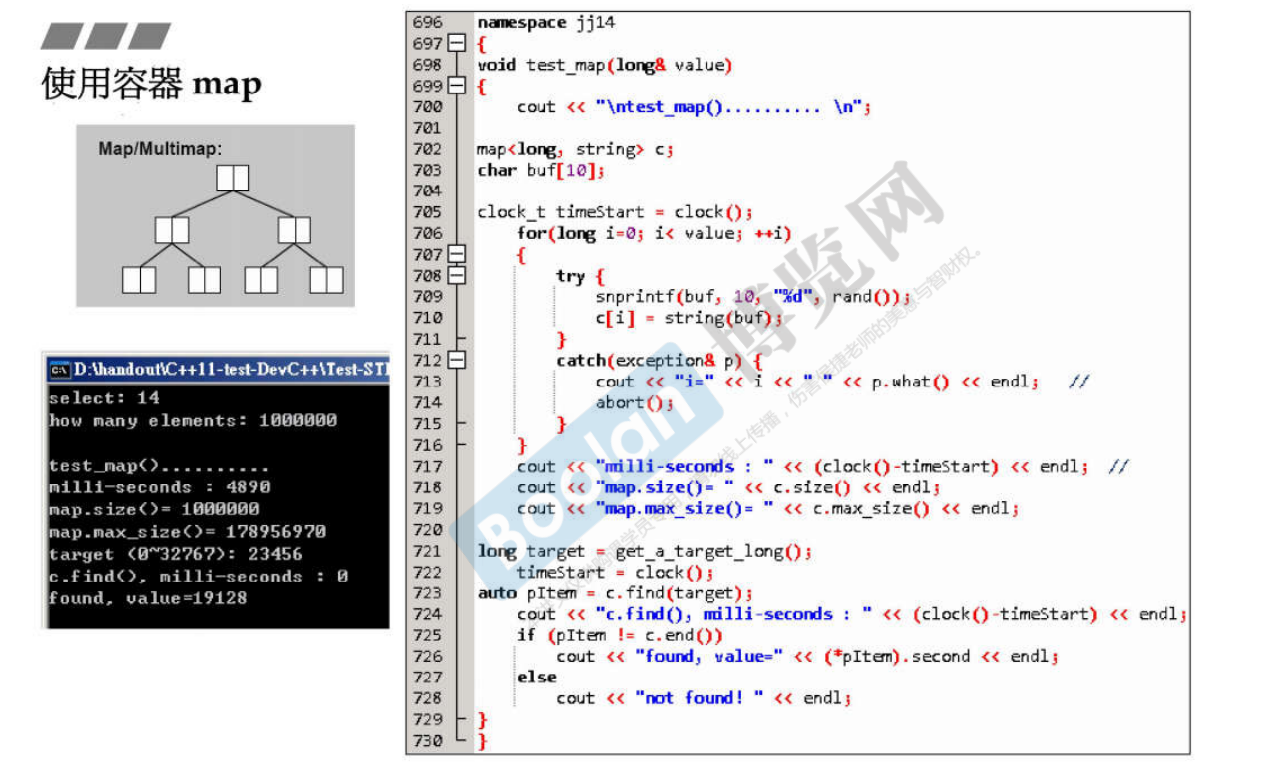 使用容器 map
Map/Multimap:
D:\handout\C++11-test-DevC++\Test-STL
select: 14
how many elements: 1000000
test_map()..........
milli-seconds : 4890
map.size()= 1000000
map.max_size()= 178956970
target (0~32767): 23456
c.find(), milli-seconds : 0
found, value=19128
696 namespace jj14
697 {
698 void test_map(long& value)
699 {
700 cout << "\ntest_map().......... \n";
701
702 map<long, string> c;
703 char buf[10];
704
705 clock_t timeStart = clock();
706 for(long i=0; i< value; ++i)
707 {
708 try {
709 snprintf(buf, 10, "%d", rand());
710 c[i] = string(buf);
711 }
712 catch(exception& p) {
713 cout << "i=" << i << " " << p.what() << endl; //
714 abort();
715 }
716 }
717 cout << "milli-seconds : " << (clock()-timeStart) << endl; //
718 cout << "map.size()= " << c.size() << endl;
719 cout << "map.max_size()= " << c.max_size() << endl;
720
721 long target = get_a_target_long();
722 timeStart = clock();
723 auto pItem = c.find(target);
724 cout << "c.find(), milli-seconds : " << (clock()-timeStart) << endl;
725 if (pItem != c.end())
726 cout << "found, value=" << (*pItem).second << endl;
727 else
728 cout << "not found! " << endl;
729 }
730 }
Boolan 博览网